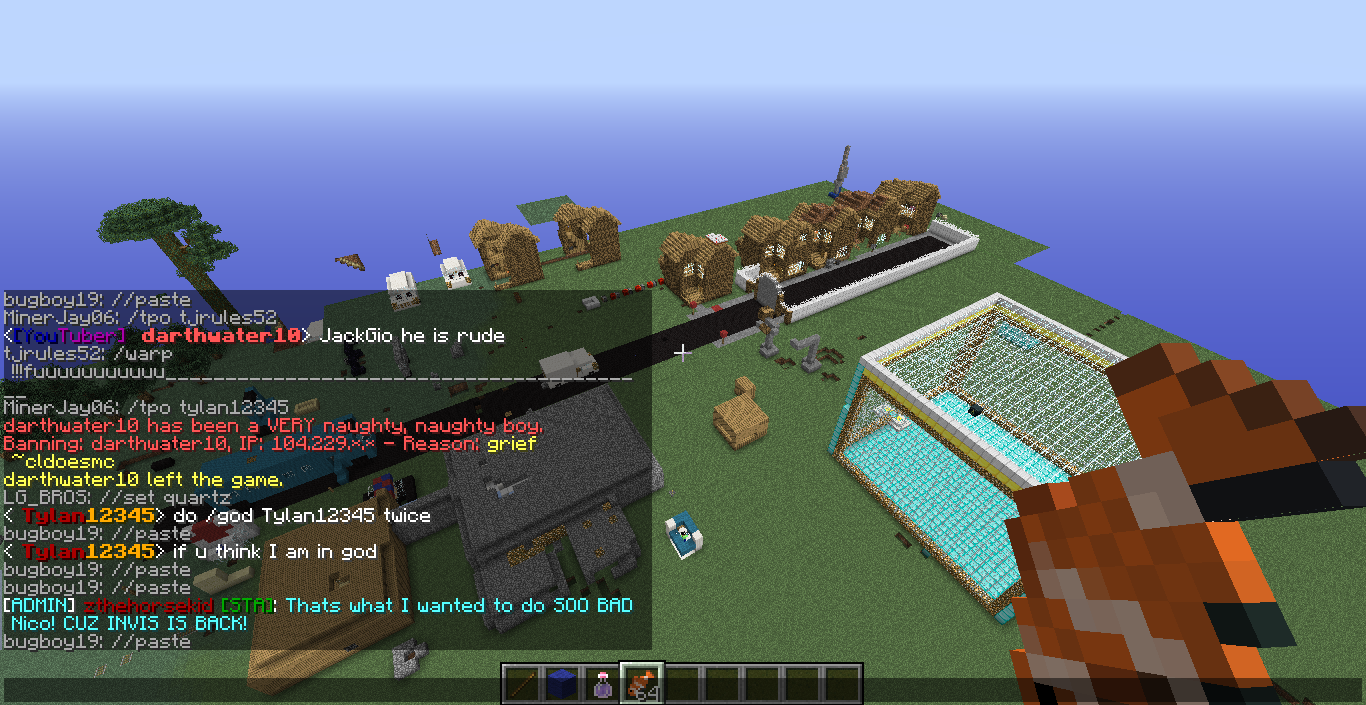 bugboy19: //paste
MinerJay06: /tpo tjrules52
<[YouTuber] darthwater10> JackGio he is rude
tjrules52: /warp
!!!fuuuuuuuuuuu______________________________________
__
MinerJay06: /tpo tylan12345
darthwater10 has been a VERY naughty, naughty boy.
Banning: darthwater10, IP: 104.229.×.× - Reason: grief
~cldoesmc
darthwater10 left the game.
LG_BROS: //set quartz
< Tylan12345> do /god Tylan12345 twice
bugboy19: //paste
< Tylan12345> if u think I am in god
bugboy19: //paste
bugboy19: //paste
[ADMIN] zthehorsekid [STA]: Thats what I wanted to do SOO BAD
Nico! CUZ INVIS IS BACK!
bugboy19: //paste
64